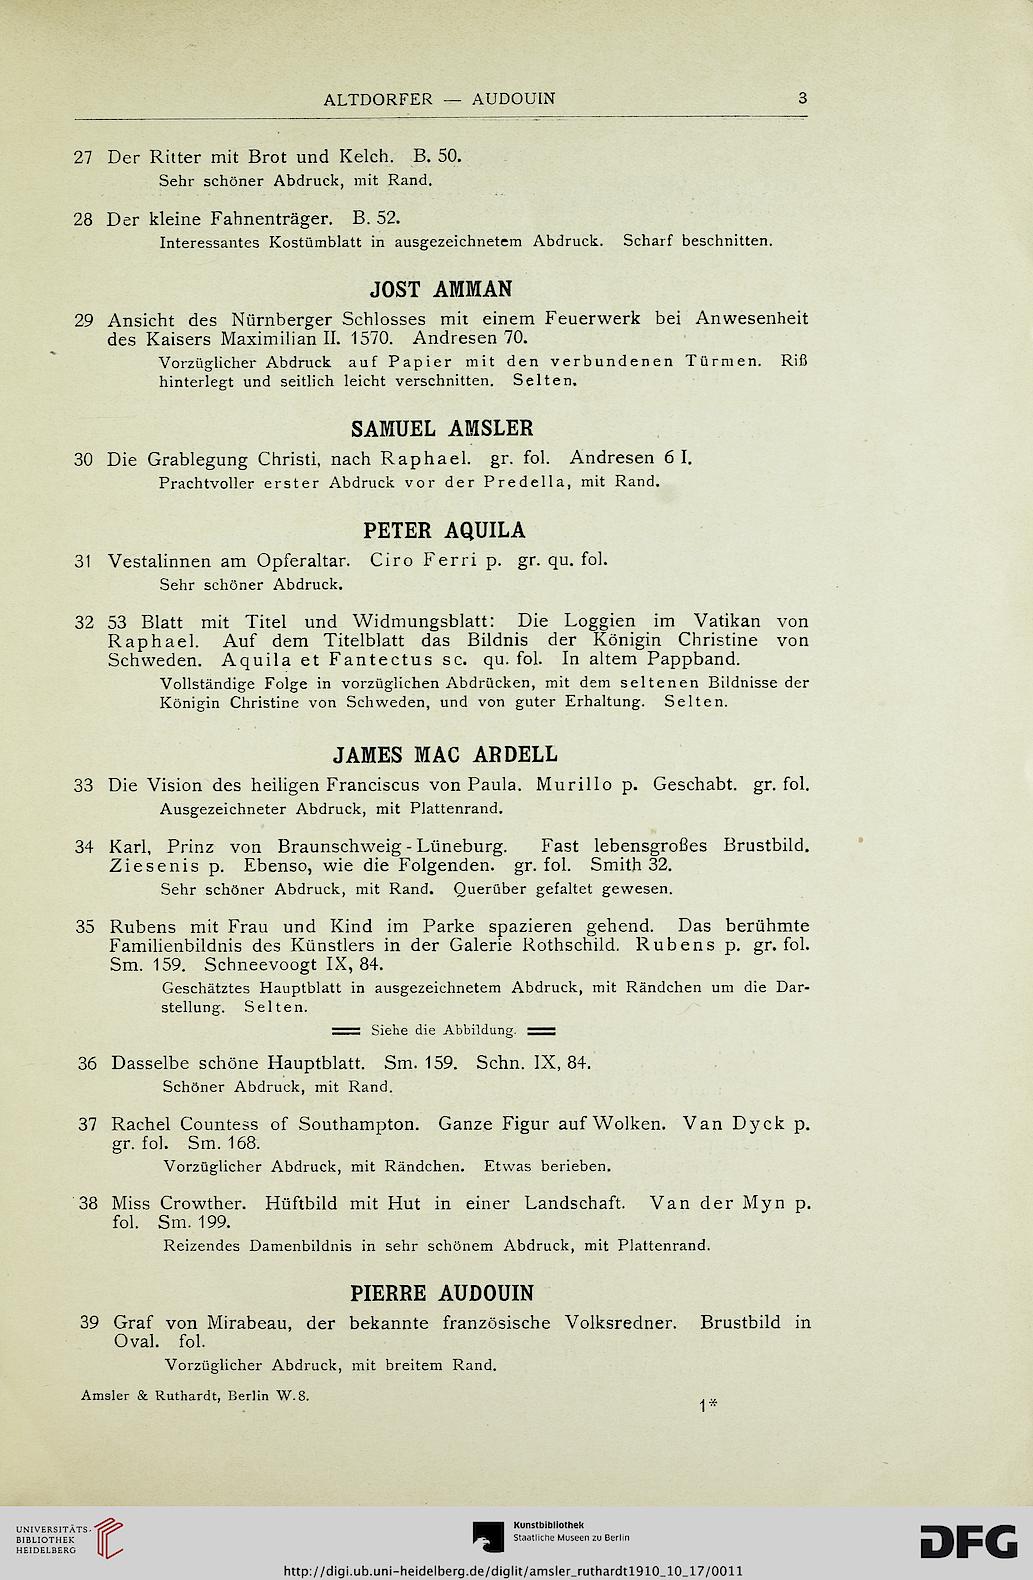 ALTDORFER — AUDOUIN 3
27 Der Ritter mit Brot und Kelch. B. 50.
Sehr schöner Abdruck, mit Rand.
28 Der kleine Fahnenträger. B. 52.
Interessantes Kostümblatt in ausgezeichnetem Abdruck. Scharf beschnitten.
JOST AMMAN
29 Ansicht des Nürnberger Schlosses mit einem Feuerwerk bei Anwesenheit
des Kaisers Maximilian II. 1570. Andresen 70.
Vorzüglicher Abdruck auf Papier mit den verbundenen Türmen. Riß
hinterlegt und seitlich leicht verschnitten. Selten.
SAMUEL AMSLER
30 Die Grablegung Christi, nach Raphael. gr. fol. Andresen 6 I.
Prachtvoller erster Abdruck vor der Predella, mit Rand.
PETER AQUILA
31 Vestalinnen am Opferaltar. Ciro Ferri p. gr. qu. fol.
Sehr schöner Abdruck.
32 53 Blatt mit Titel und Widmungsblatt: Die Loggien im Vatikan von
Raphael. Auf dem Titelblatt das Bildnis der Königin Christine von
Schweden. Aquila et Fantectus sc. qu. fol. In altem Pappband.
Vollständige Folge in vorzüglichen Abdrücken, mit dem seltenen Bildnisse der
Königin Christine von Schweden, und von guter Erhaltung. Selten.
JAMES MAC ARDELL
33 Die Vision des heiligen Franciscus von Paula. Murillo p. Geschabt. gr. fol.
Ausgezeichneter Abdruck, mit Plattenrand.
34 Karl, Prinz von Braunschweig-Lüneburg. Fast lebensgroßes Brustbild.
Ziesenis p. Ebenso, wie die Folgenden. gr. fol. Smith 32.
Sehr schöner Abdruck, mit Rand. Querüber gefaltet gewesen.
35 Rubens mit Frau und Kind im Parke spazieren gehend. Das berühmte
Familienbildnis des Künstlers in der Galerie Rothschild. Rubens p. gr. fol.
Sm. 159. Schneevoogt IX, 84.
Geschätztes Hauptblatt in ausgezeichnetem Abdruck, mit Rändchen um die Dar-
stellung. Selten.
Siehe die Abbildung.
36 Dasselbe schöne Hauptblatt. Sm. 159. Schn. IX, 84.
Schöner Abdruck, mit Rand.
37 Rachel Countess of Southampton. Ganze Figur auf Wolken. Van Dyck p.
gr. fol. Sm. 168.
Vorzüglicher Abdruck, mit Rändchen. Etwas berieben.
38 Miss Crowther. Hüftbild mit Hut in einer Landschaft. Van der Myn p.
fol. Sm. 199.
Reizendes Damenbildnis in sehr schönem Abdruck, mit Plattenrand.
PIERRE AUDOUIN
39 Graf von Mirabeau, der bekannte französische Volksredner. Brustbild in
Oval. fol.
Vorzüglicher Abdruck, mit breitem Rand.
Amsler & Ruthardt, Berlin W. 8.
1*
UNIVERSITÄTS-
BIBLIOTHEK
HEIDELBERG
Kunstbibliothek
Staatliche Museen zu Berlin
DFG
http://digi.ub.uni-heidelberg.de/diglit/amsler_ruthardt1910_10_17/0011